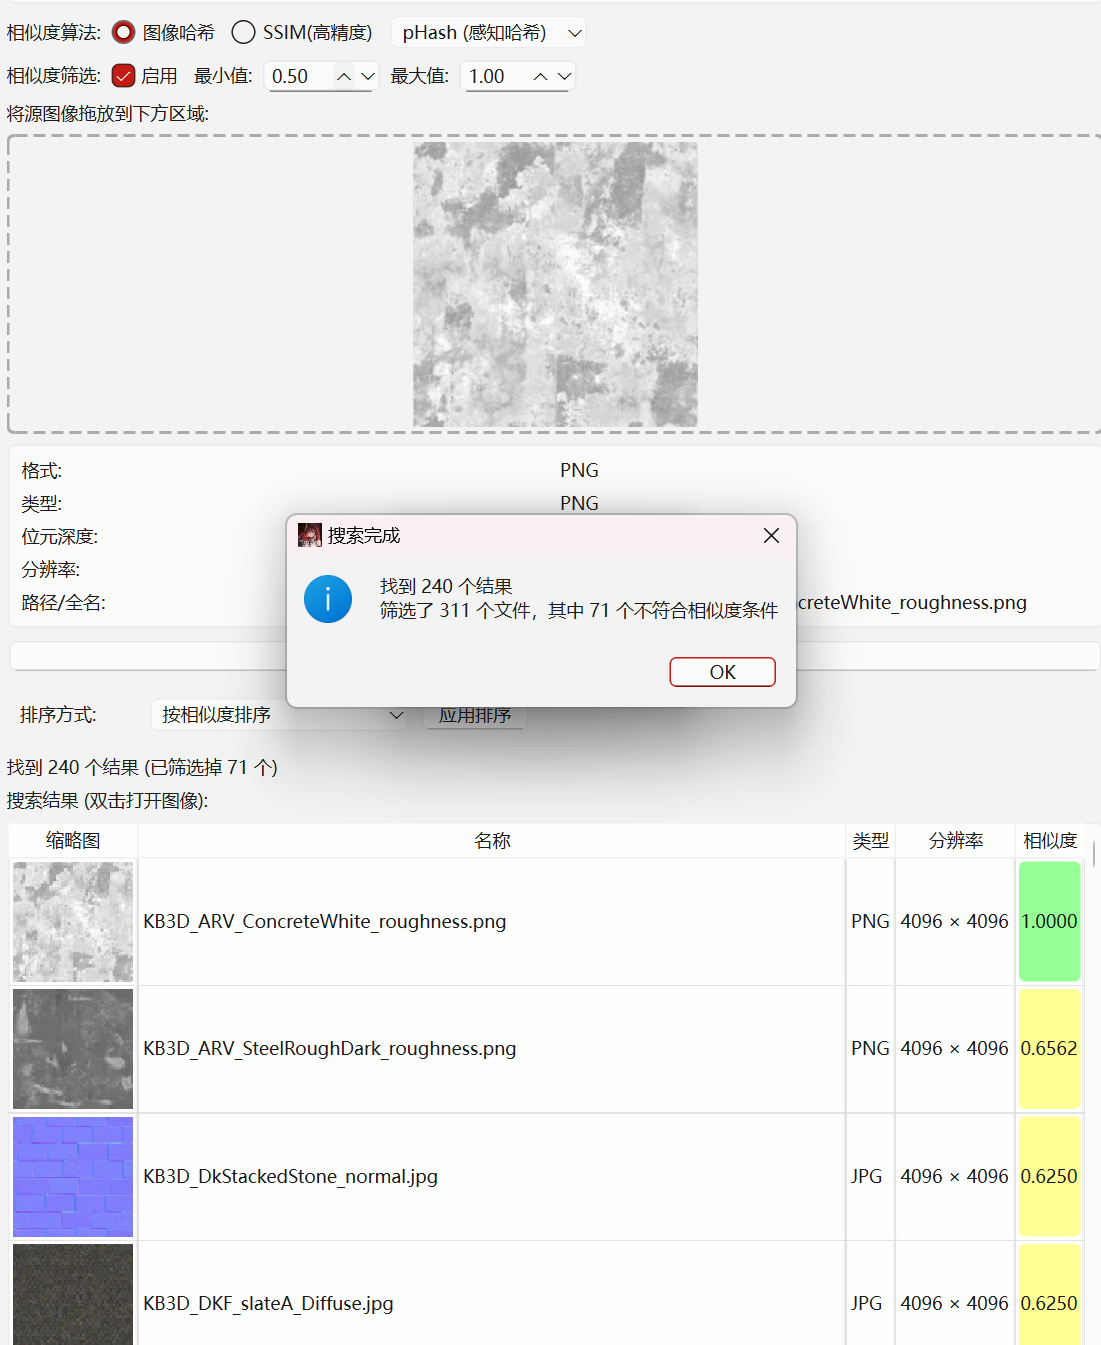 相似度算法: 图像哈希 SSIM(高精度) pHash (感知哈希)
相似度筛选: 启用 最小值: 0.50 最大值: 1.00
将源图像拖放到下方区域:
格式: PNG
类型: PNG
位元深度:
分辨率:
路径/全名: creteWhite_roughness.png
搜索完成
找到 240 个结果
筛选了 311 个文件，其中 71 个不符合相似度条件
OK
排序方式: 按相似度排序 应用排序
找到 240 个结果 (已筛选掉 71 个)
搜索结果 (双击打开图像):
缩略图 名称 类型 分辨率 相似度
KB3D_ARV_ConcreteWhite_roughness.png PNG 4096 × 4096 1.0000
KB3D_ARV_SteelRoughDark_roughness.png PNG 4096 × 4096 0.6562
KB3D_DkStackedStone_normal.jpg JPG 4096 × 4096 0.6250
KB3D_DKF_slateA_Diffuse.jpg JPG 4096 × 4096 0.6250